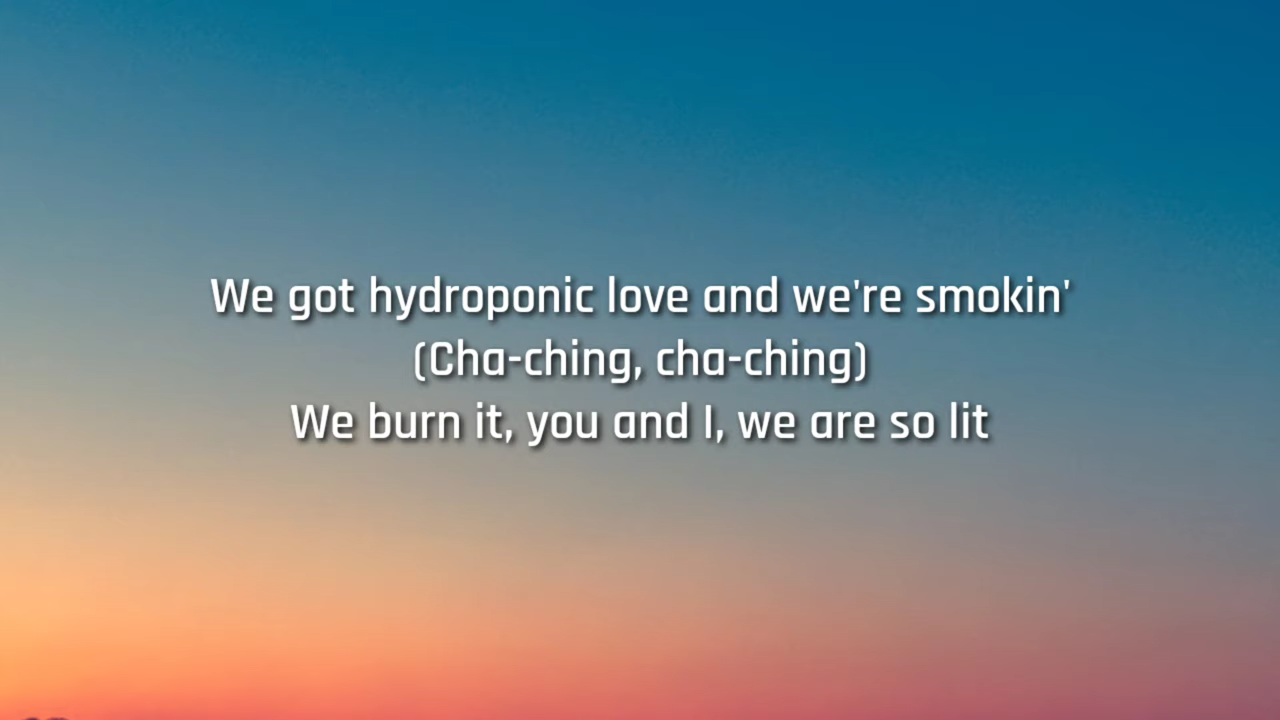 We got hydroponic love and we're smokin'
(Cha-ching, cha-ching)
We burn it, you and I, we are so lit